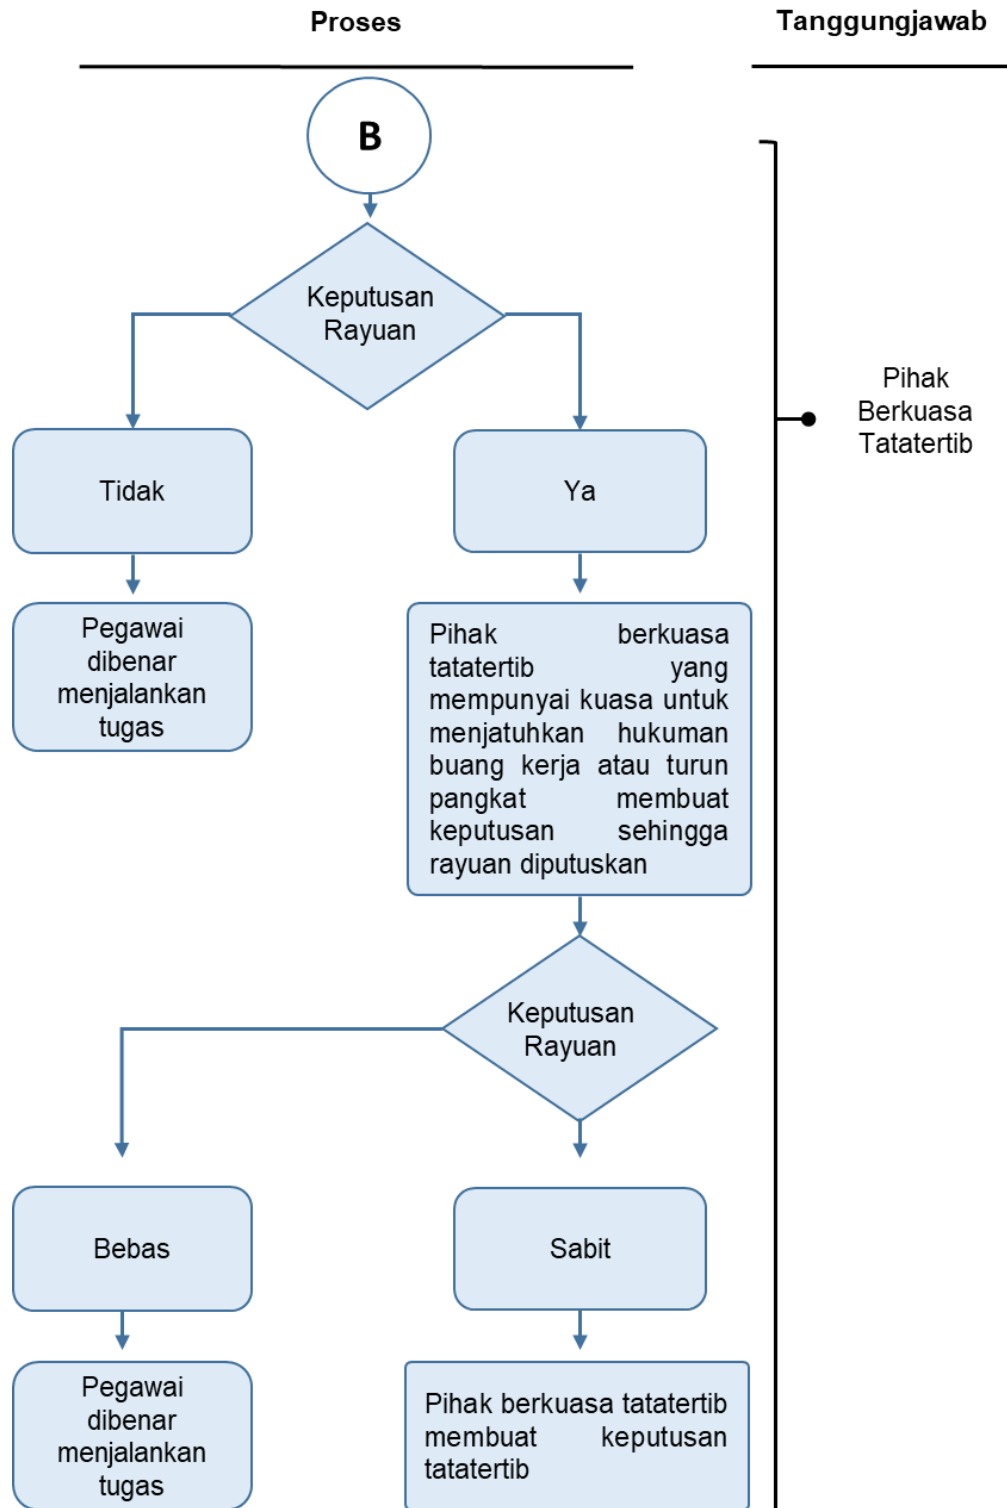 Proses
Tanggungjawab
B
Keputusan
Rayuan
Pihak
Berkuasa
Tatatertib
Tidak
Ya
Pegawai
dibenar
menjalankan
tugas
Pihak berkuasa
tatatertib yang
mempunyai kuasa untuk
menjatuhkan hukuman
buang kerja atau turun
pangkat membuat
keputusan sehingga
rayuan diputuskan
Keputusan
Rayuan
Bebas
Sabit
Pegawai
dibenar
menjalankan
tugas
Pihak berkuasa tatatertib
membuat keputusan
tatatertib